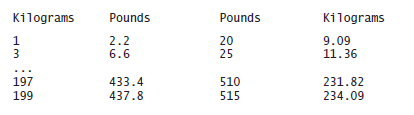 Kilograms Pounds Pounds Kilograms
1 2.2 20 9.09
3 6.6 25 11.36
...
197 433.4 510 231.82
199 437.8 515 234.09